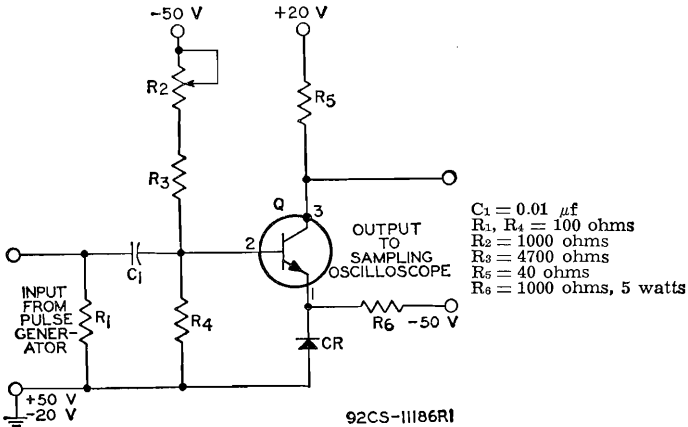 -50 V
+20 V
R2
R5
R3
Q
3
2
1
C1
OUTPUT
TO
SAMPLING
OSCILLOSCOPE
INPUT
FROM
PULSE
GENER-
ATOR
R1
R4
R6
-50 V
CR
+50 V
-20 V
C1 = 0.01 μf
R1, R4 = 100 ohms
R2 = 1000 ohms
R3 = 4700 ohms
R5 = 40 ohms
R6 = 1000 ohms, 5 watts
92CS-11186R1